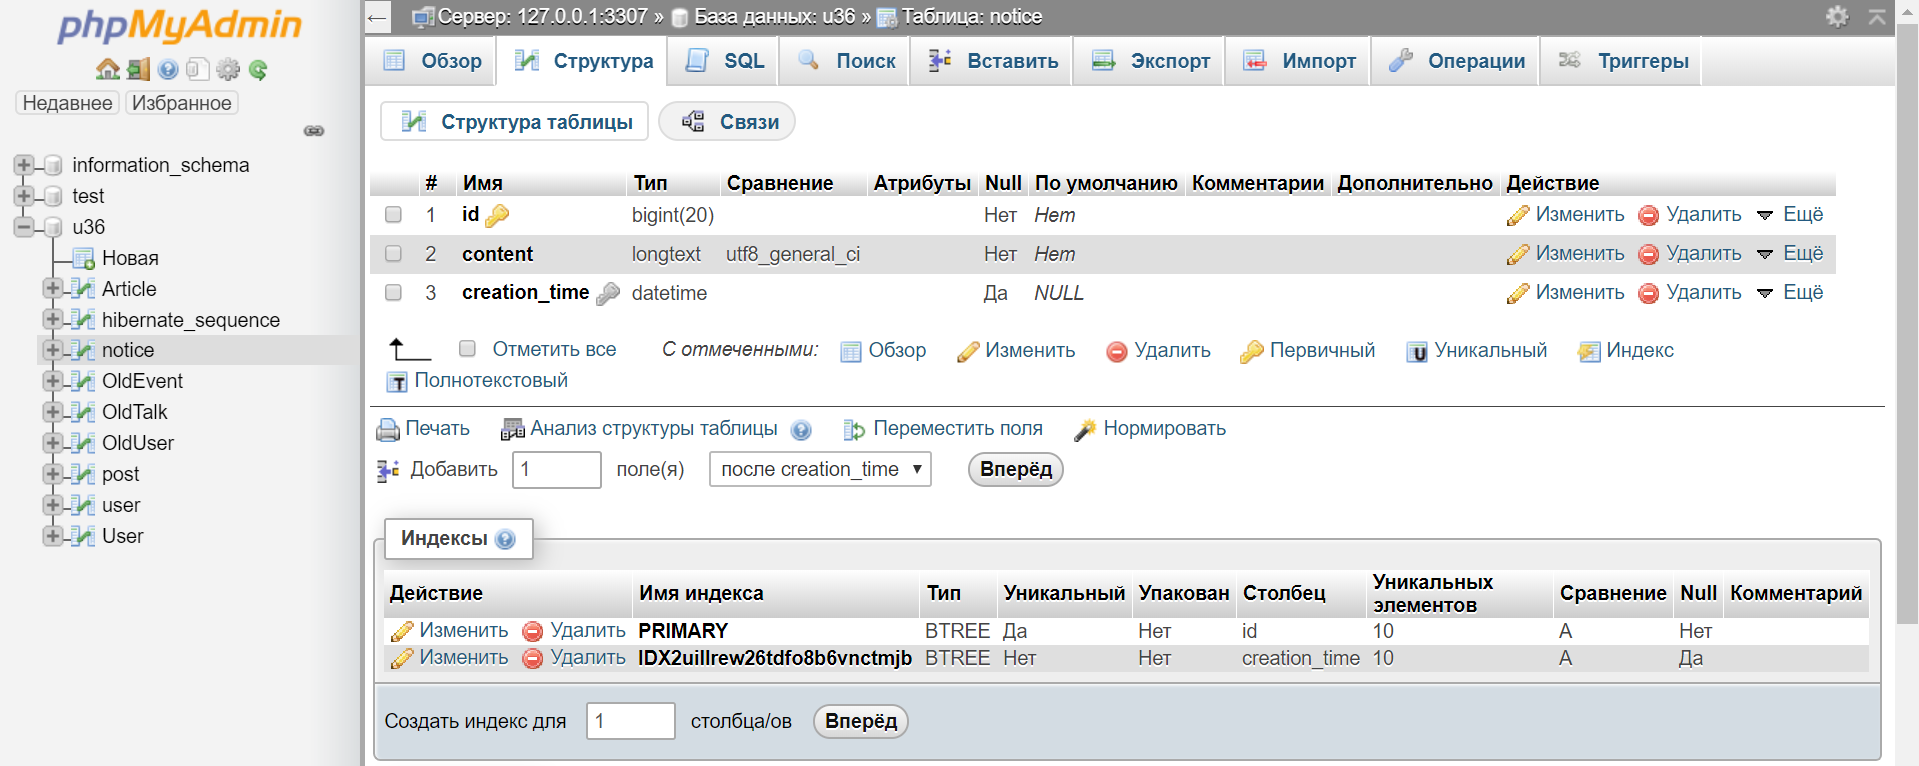 phpMyAdmin
Недавнее Избранное
information_schema
test
u36
Новая
Article
hibernate_sequence
notice
OldEvent
OldTalk
OldUser
post
user
User
Сервер: 127.0.0.1:3307 » База данных: u36 » Таблица: notice
Обзор Структура SQL Поиск Вставить Экспорт Импорт Операции Триггеры
Структура таблицы Связи
# Имя Тип Сравнение Атрибуты Null По умолчанию Комментарии Дополнительно Действие
1 id bigint(20) Нет Нет Изменить Удалить Ещё
2 content longtext utf8_general_ci Нет Нет Изменить Удалить Ещё
3 creation_time datetime Да NULL Изменить Удалить Ещё
Отметить все С отмеченными: Обзор Изменить Удалить Первичный Уникальный Индекс
Полнотекстовый
Печать Анализ структуры таблицы Переместить поля Нормировать
Добавить 1 поле(я) после creation_time Вперёд
Индексы
Действие Имя индекса Тип Уникальный Упакован Столбец Уникальных элементов Сравнение Null Комментарий
Изменить Удалить PRIMARY BTREE Да Нет id 10 A Нет
Изменить Удалить IDX2uillrew26tdfo8b6vnctmjb BTREE Нет Нет creation_time 10 A Да
Создать индекс для 1 столбца/ов Вперёд